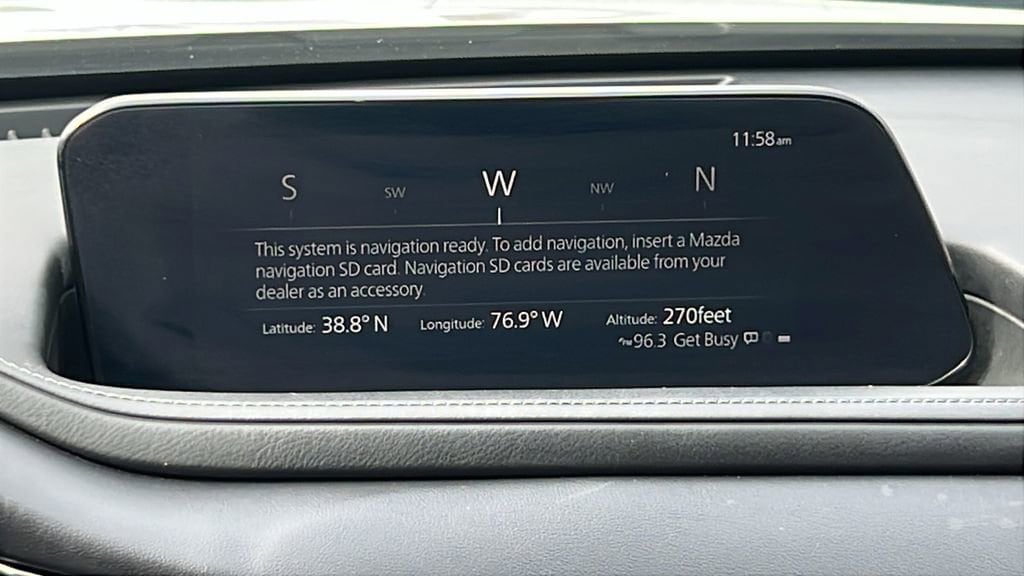 11:58am
S SW W NW N
This system is navigation ready. To add navigation, insert a Mazda
navigation SD card. Navigation SD cards are available from your
dealer as an accessory.
Latitude: 38.8° N Longitude: 76.9° W Altitude: 270feet
FM 96.3 Get Busy